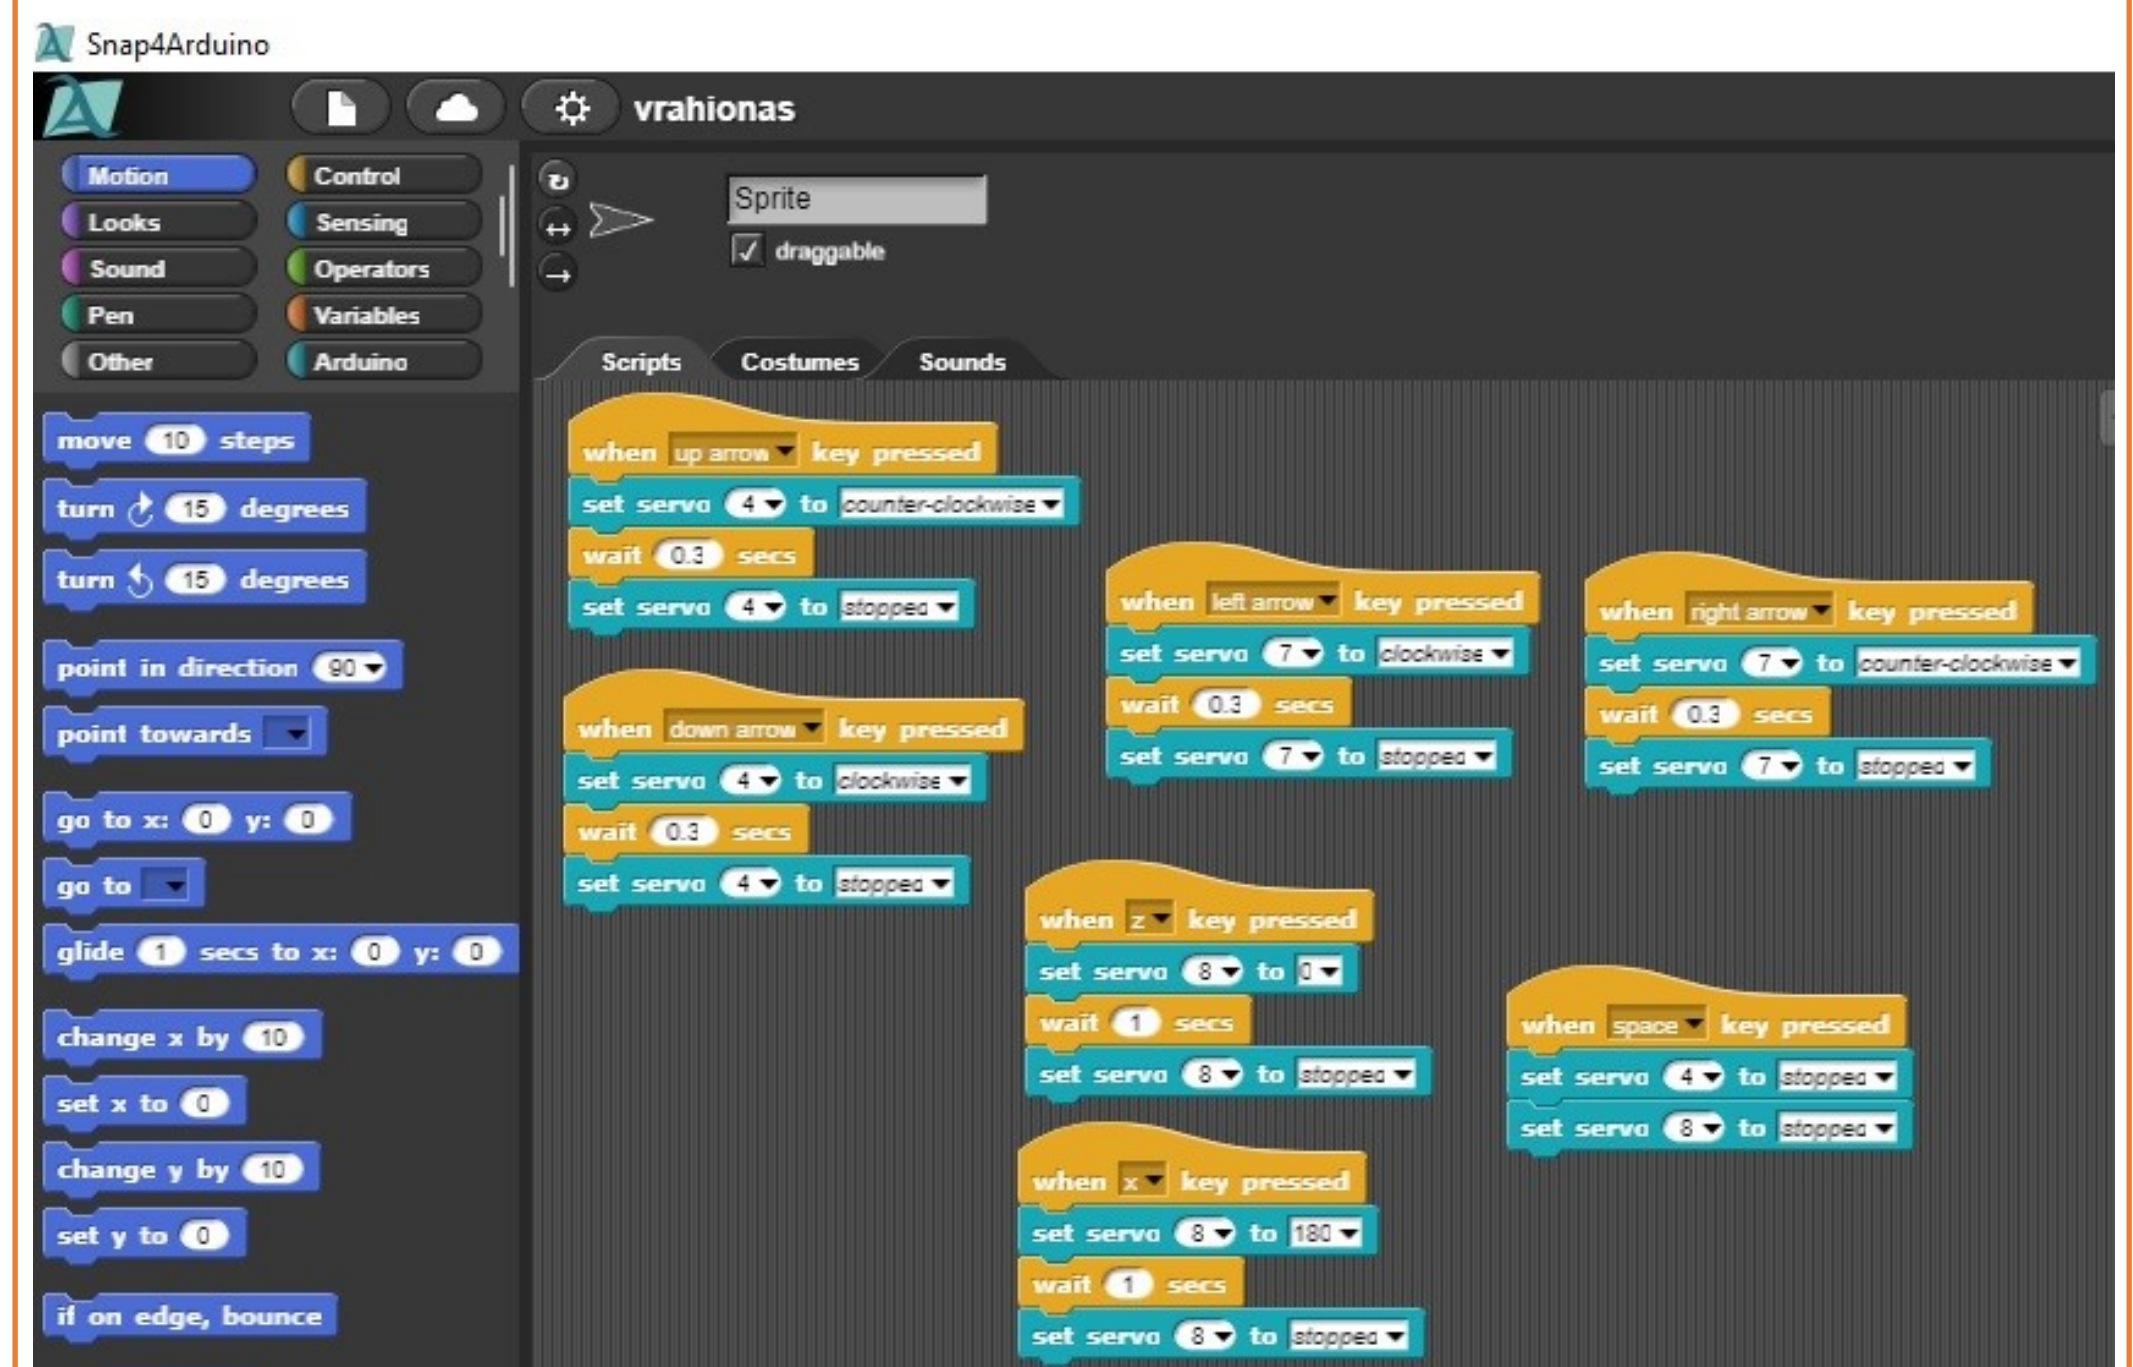 Snap4Arduino
vrahionas
Motion Control
Looks Sensing
Sound Operators
Pen Variables
Other Arduino
Sprite
draggable
Scripts Costumes Sounds
move 10 steps
turn 15 degrees
turn 15 degrees
point in direction 90
point towards
go to x: 0 y: 0
go to
glide 1 secs to x: 0 y: 0
change x by 10
set x to 0
change y by 10
set y to 0
if on edge, bounce
when up arrow key pressed
set servo 4 to counter-clockwise
wait 0.3 secs
set servo 4 to stopped
when down arrow key pressed
set servo 4 to clockwise
wait 0.3 secs
set servo 4 to stopped
when left arrow key pressed
set servo 7 to clockwise
wait 0.3 secs
set servo 7 to stopped
when right arrow key pressed
set servo 7 to counter-clockwise
wait 0.3 secs
set servo 7 to stopped
when z key pressed
set servo 8 to 0
wait 1 secs
set servo 8 to stopped
when x key pressed
set servo 8 to 180
wait 1 secs
set servo 8 to stopped
when space key pressed
set servo 4 to stopped
set servo 8 to stopped